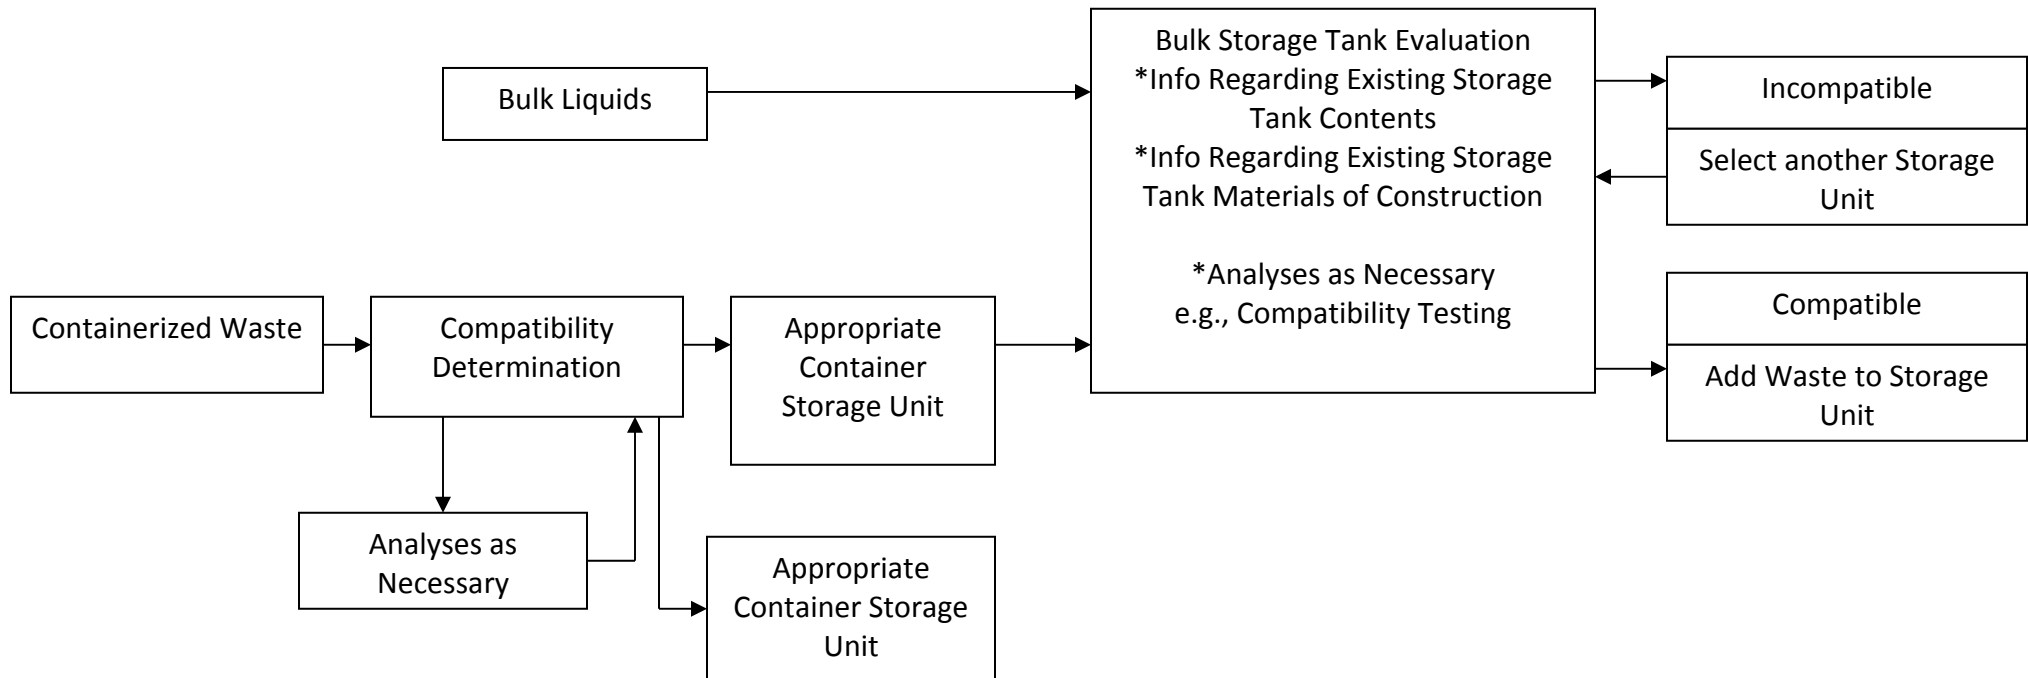 Bulk Liquids
Bulk Storage Tank Evaluation
*Info Regarding Existing Storage
Tank Contents
*Info Regarding Existing Storage
Tank Materials of Construction
*Analyses as Necessary
e.g., Compatibility Testing
Incompatible
Select another Storage
Unit
Containerized Waste
Compatibility
Determination
Appropriate
Container
Storage Unit
Compatible
Add Waste to Storage
Unit
Analyses as
Necessary
Appropriate
Container Storage
Unit